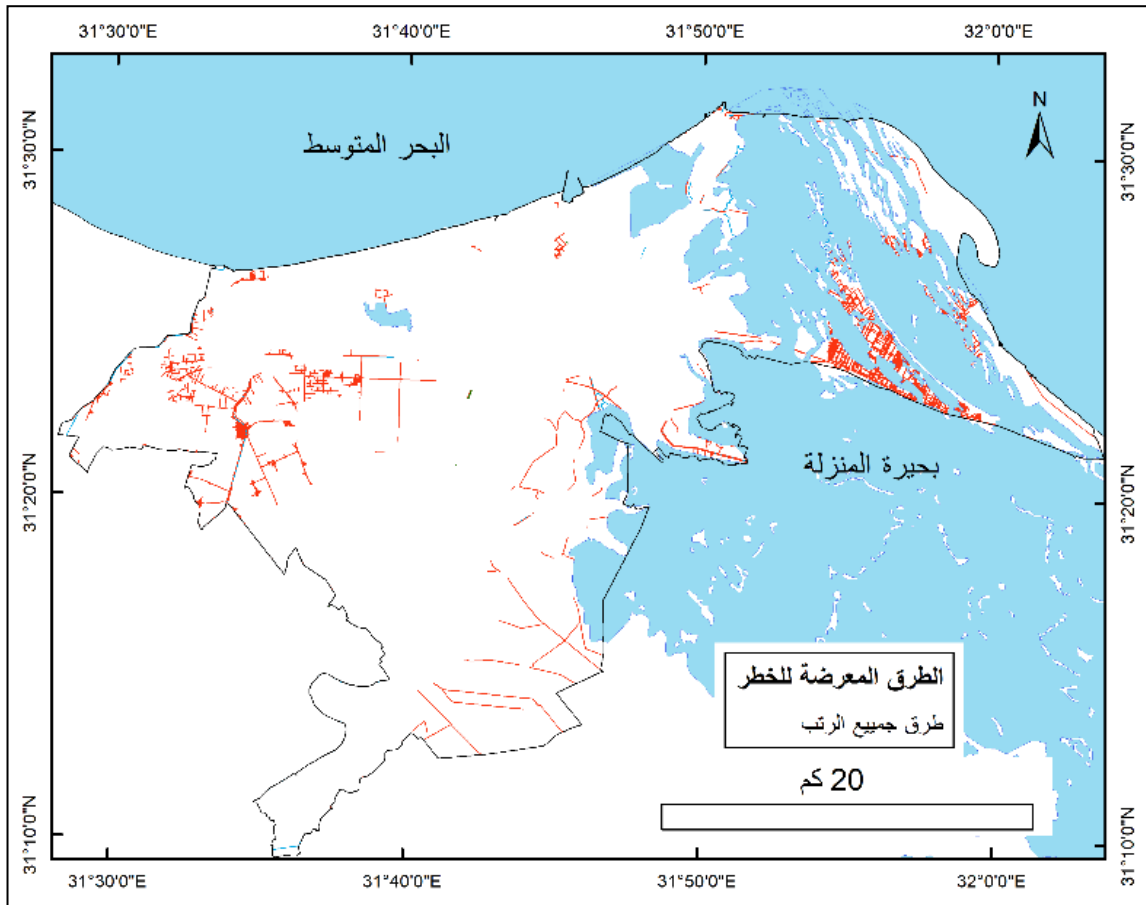 31°30'0"E 31°40'0"E 31°50'0"E 32°0'0"E
N
البحر المتوسط
31°30'0"N
31°30'0"N
بحيرة المنزلة
31°20'0"N
31°20'0"N
الطرق المعرضة للخطر
طرق جميع الرتب
20 كم
31°10'0"N
31°10'0"N
31°30'0"E 31°40'0"E 31°50'0"E 32°0'0"E